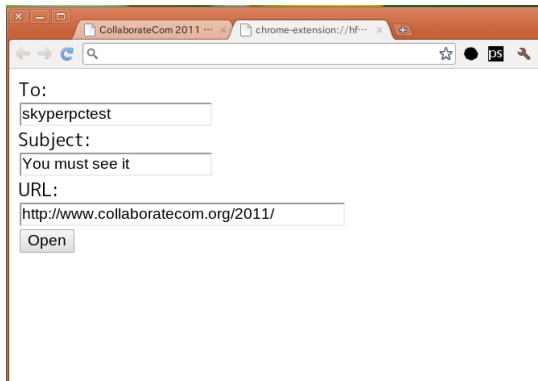 CollaborateCom 2011 ···
chrome-extension://hf···
ps
To:
skyperpctest
Subject:
You must see it
URL:
http://www.collaboratecom.org/2011/
Open